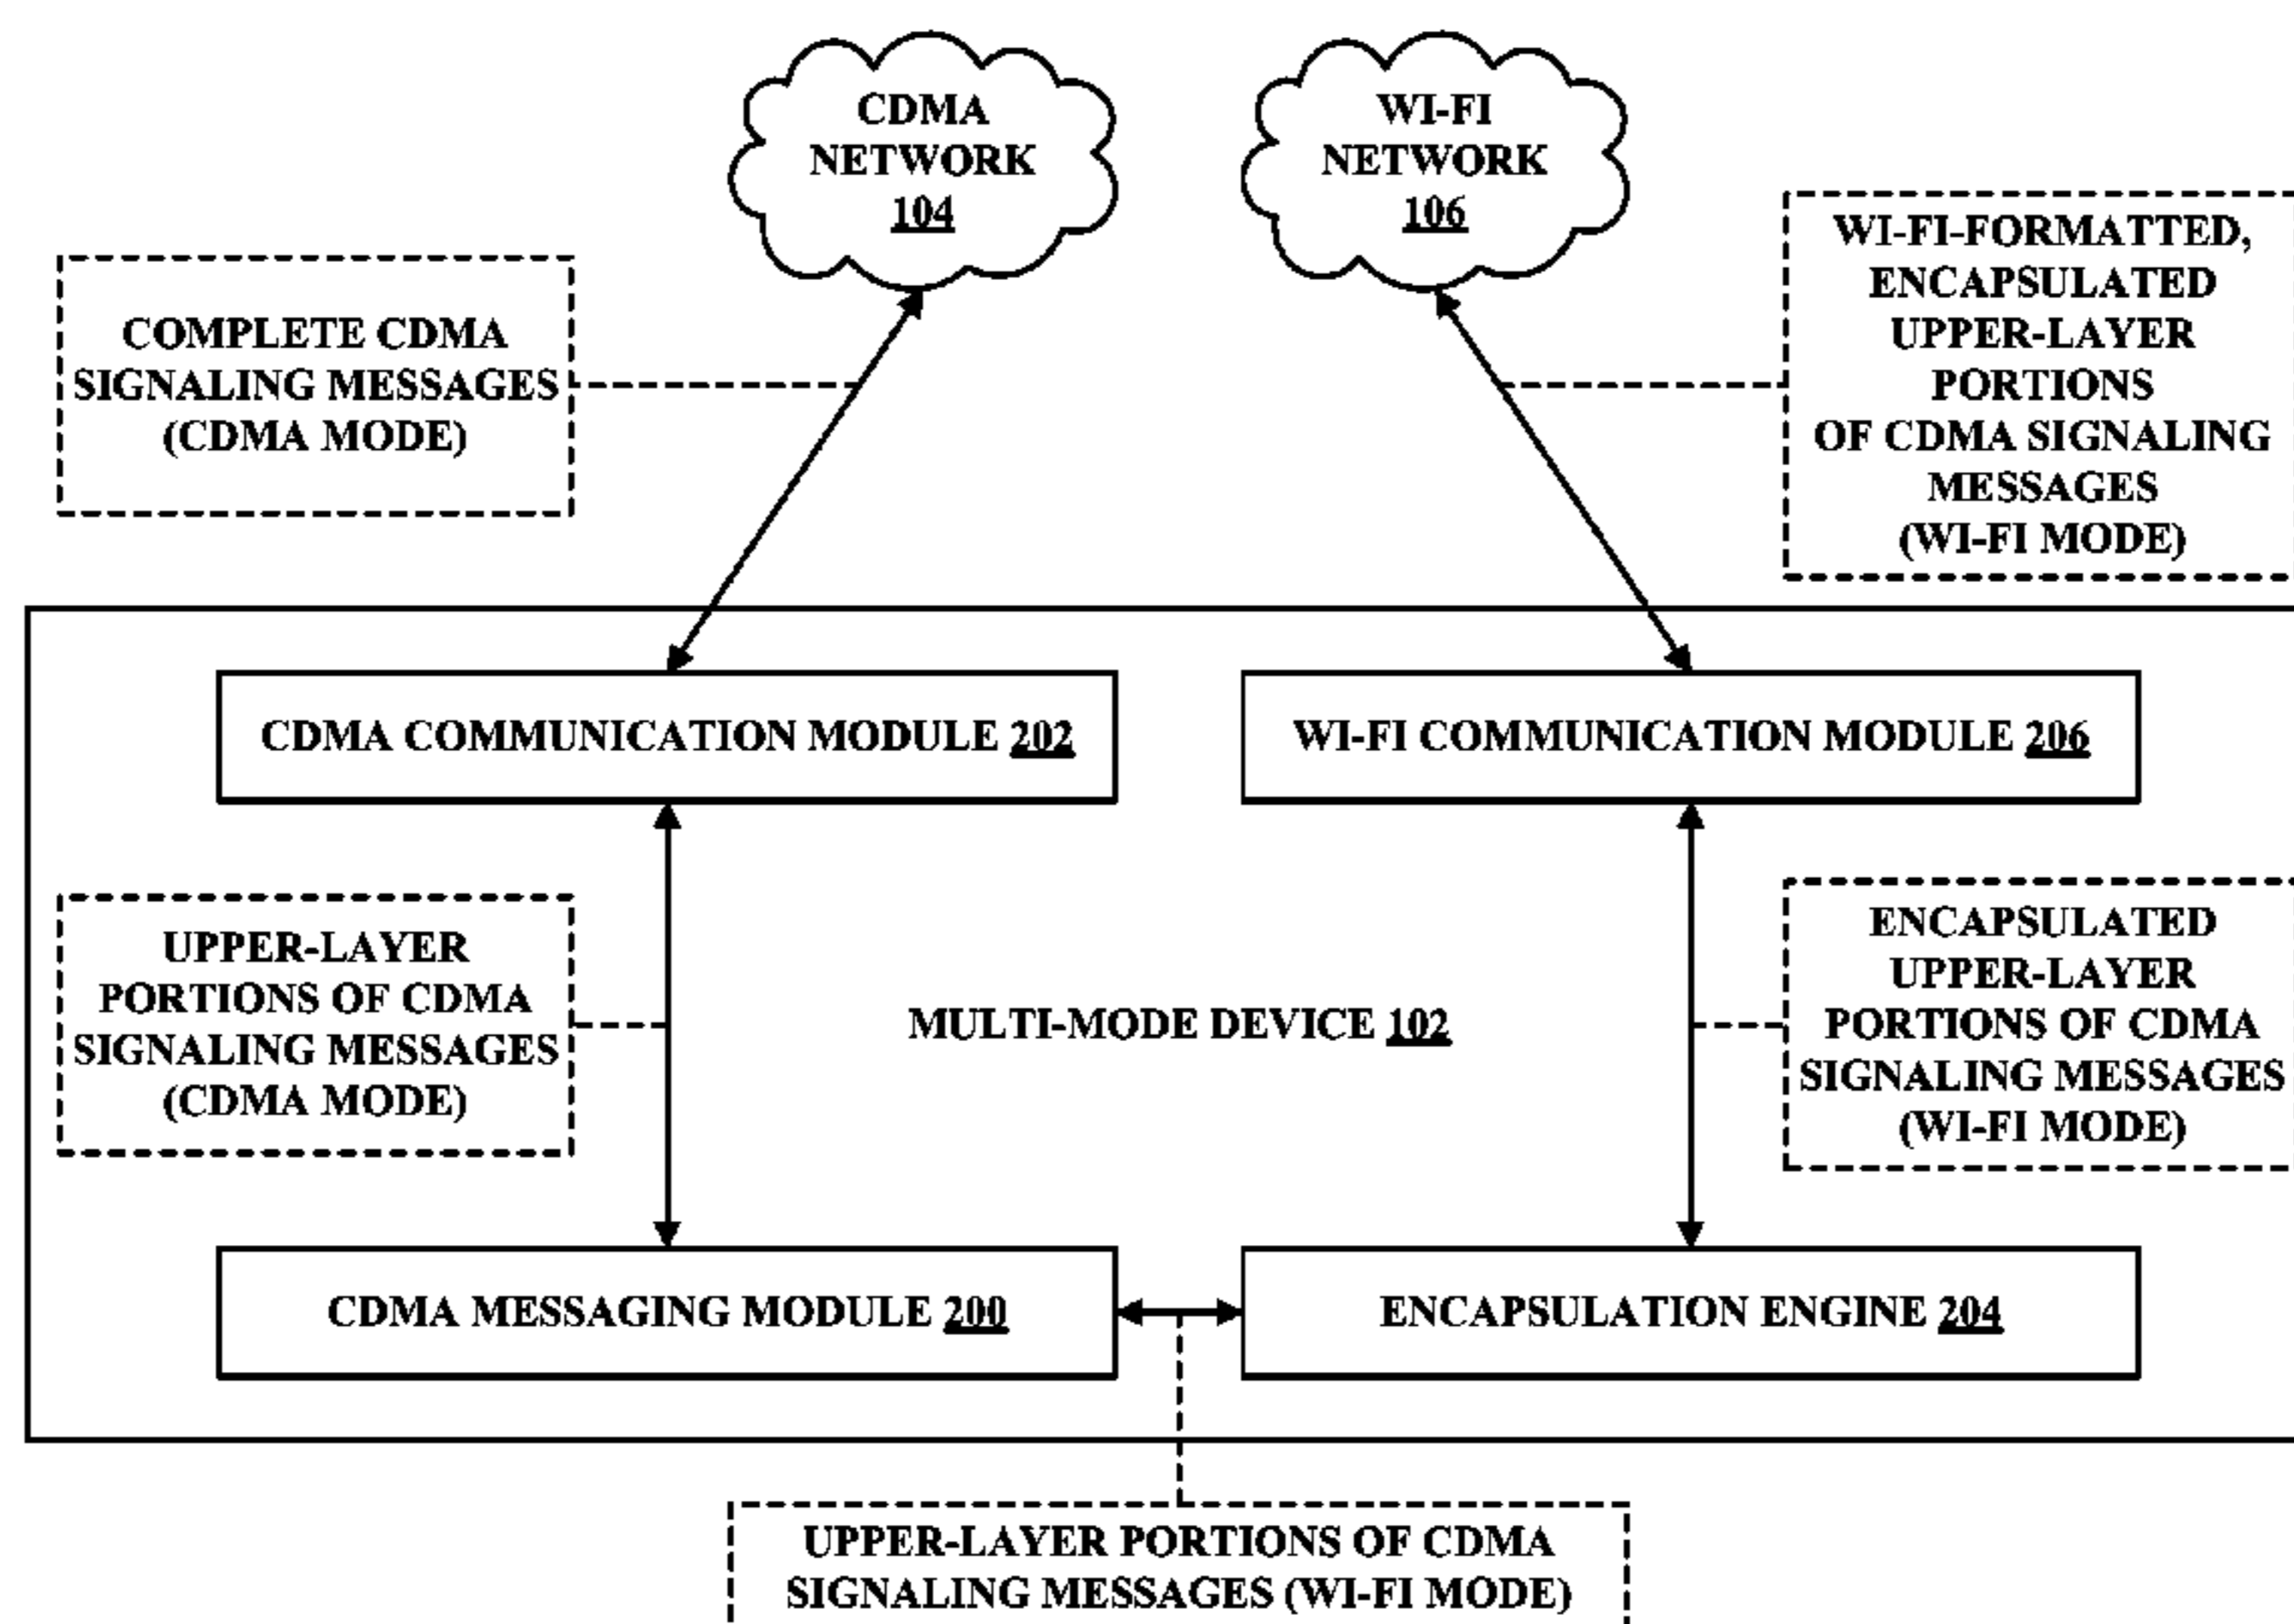 CDMA
NETWORK
104
WI-FI
NETWORK
106
COMPLETE CDMA
SIGNALING MESSAGES
(CDMA MODE)
WI-FI-FORMATTED,
ENCAPSULATED
UPPER-LAYER
PORTIONS
OF CDMA SIGNALING
MESSAGES
(WI-FI MODE)
CDMA COMMUNICATION MODULE 202
WI-FI COMMUNICATION MODULE 206
UPPER-LAYER
PORTIONS OF CDMA
SIGNALING MESSAGES
(CDMA MODE)
MULTI-MODE DEVICE 102
ENCAPSULATED
UPPER-LAYER
PORTIONS OF CDMA
SIGNALING MESSAGES
(WI-FI MODE)
CDMA MESSAGING MODULE 200
ENCAPSULATION ENGINE 204
UPPER-LAYER PORTIONS OF CDMA
SIGNALING MESSAGES (WI-FI MODE)